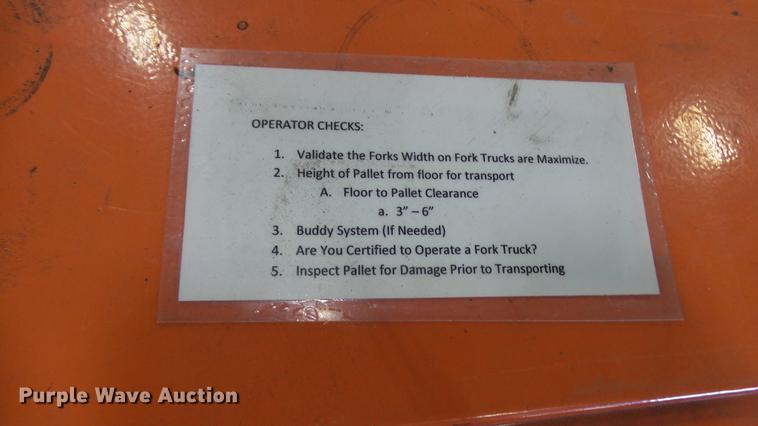 OPERATOR CHECKS:
1. Validate the Forks Width on Fork Trucks are Maximize.
2. Height of Pallet from floor for transport
A. Floor to Pallet Clearance
a. 3” – 6”
3. Buddy System (If Needed)
4. Are You Certified to Operate a Fork Truck?
5. Inspect Pallet for Damage Prior to Transporting
Purple Wave Auction®